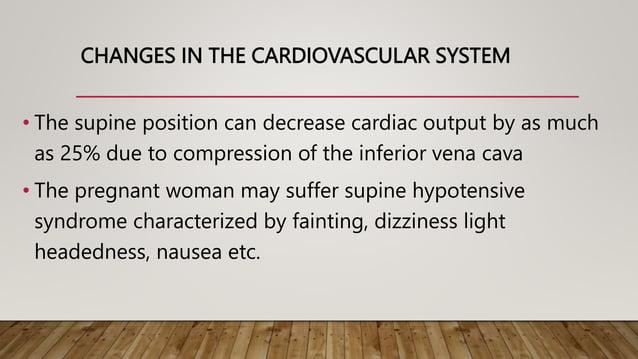 CHANGES IN THE CARDIOVASCULAR SYSTEM
• The supine position can decrease cardiac output by as much
as 25% due to compression of the inferior vena cava
• The pregnant woman may suffer supine hypotensive
syndrome characterized by fainting, dizziness light
headedness, nausea etc.